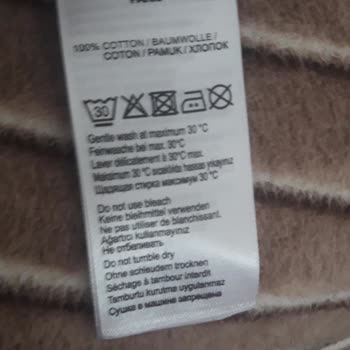 100% COTTON / BAUMWOLLE /
COTON / PAMUK / ХЛОПОК
30
Gentle wash at maximum 30 °C
Feinwäsche bei max. 30°C
Laver délicatement à max. 30°C
Maksimum 30 °C sıcaklıkta hassas yıkayınız
Щадящая стирка максимум 30 °C
Do not use bleach
Keine bleihmittel verwenden
Ne pas utiliser de blanchissant.
Ağartıcı kullanmayınız
Не отбеливать
Do not tumble dry
Ohne schleudern trocknen
Séchage à tambour interdit
Tamburlu kurutma uygulanmaz
Сушка в машине запрещена